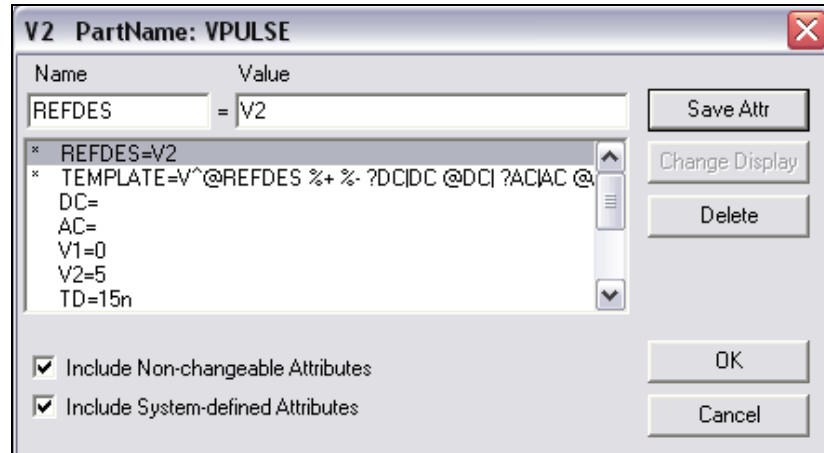 V2 PartName: VPULSE
Name Value
REFDES = V2
Save Attr
* REFDES=V2
* TEMPLATE=V^@REFDES %+ %- ?DC|DC @DC| ?AC|AC @
DC=
AC=
V1=0
V2=5
TD=15n
Change Display
Delete
Include Non-changeable Attributes
Include System-defined Attributes
OK
Cancel